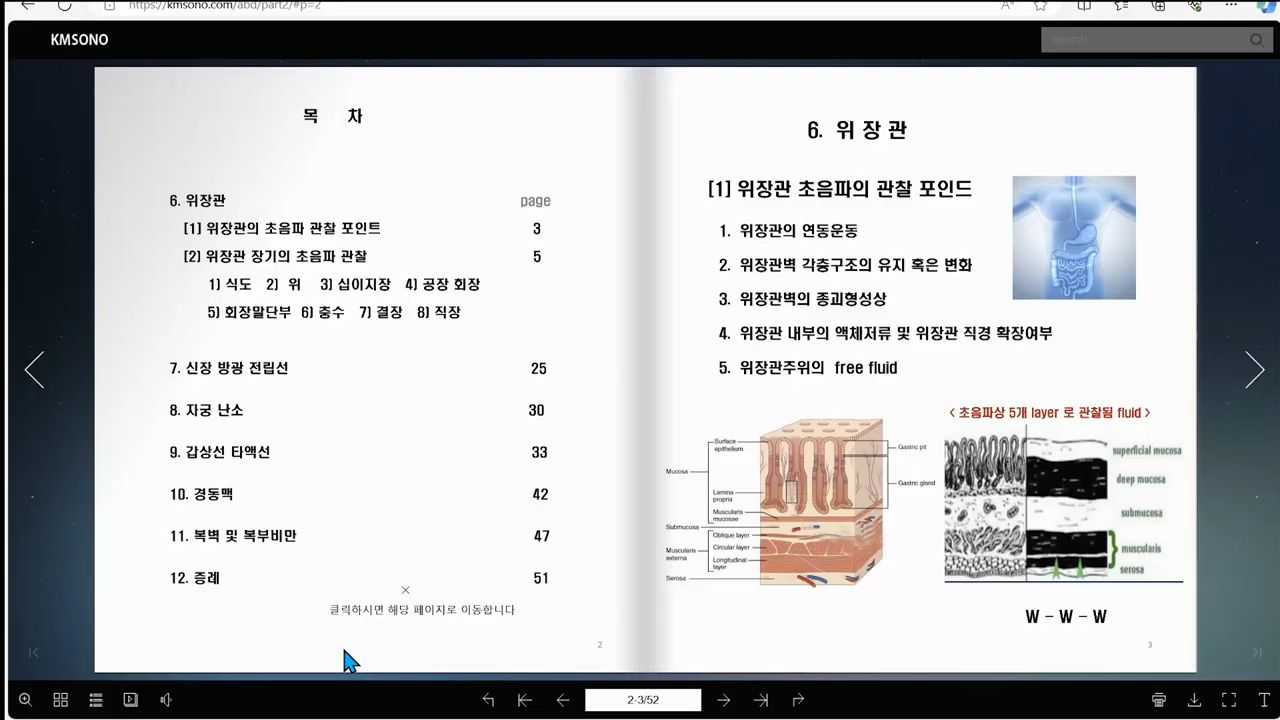 https://kmsono.com/abd/part2/#p=2
KMSONO
Search
목 차
6. 위장관 page
[1] 위장관의 초음파 관찰 포인트 3
[2] 위장관 장기의 초음파 관찰 5
1) 식도 2) 위 3) 십이지장 4) 공장 회장
5) 회장말단부 6) 충수 7) 결장 8) 직장
7. 신장 방광 전립선 25
8. 자궁 난소 30
9. 갑상선 타액선 33
10. 경동맥 42
11. 복벽 및 복부비만 47
12. 증례 51
클릭하시면 해당 페이지로 이동합니다
2
6. 위장관
[1] 위장관 초음파의 관찰 포인드
1. 위장관의 연동운동
2. 위장관벽 각층구조의 유지 혹은 변화
3. 위장관벽의 종괴형성상
4. 위장관 내부의 액체저류 및 위장관 직경 확장여부
5. 위장관주위의 free fluid
Surface epithelium
Mucosa
Lamina propria
Muscularis mucosae
Submucosa
Oblique layer
Muscularis externa
Circular layer
Longitudinal layer
Serosa
Gastric pit
Gastric gland
< 초음파상 5개 layer 로 관찰됨 fluid >
superficial mucosa
deep mucosa
submucosa
muscularis
serosa
W - W - W
3
2-3/52